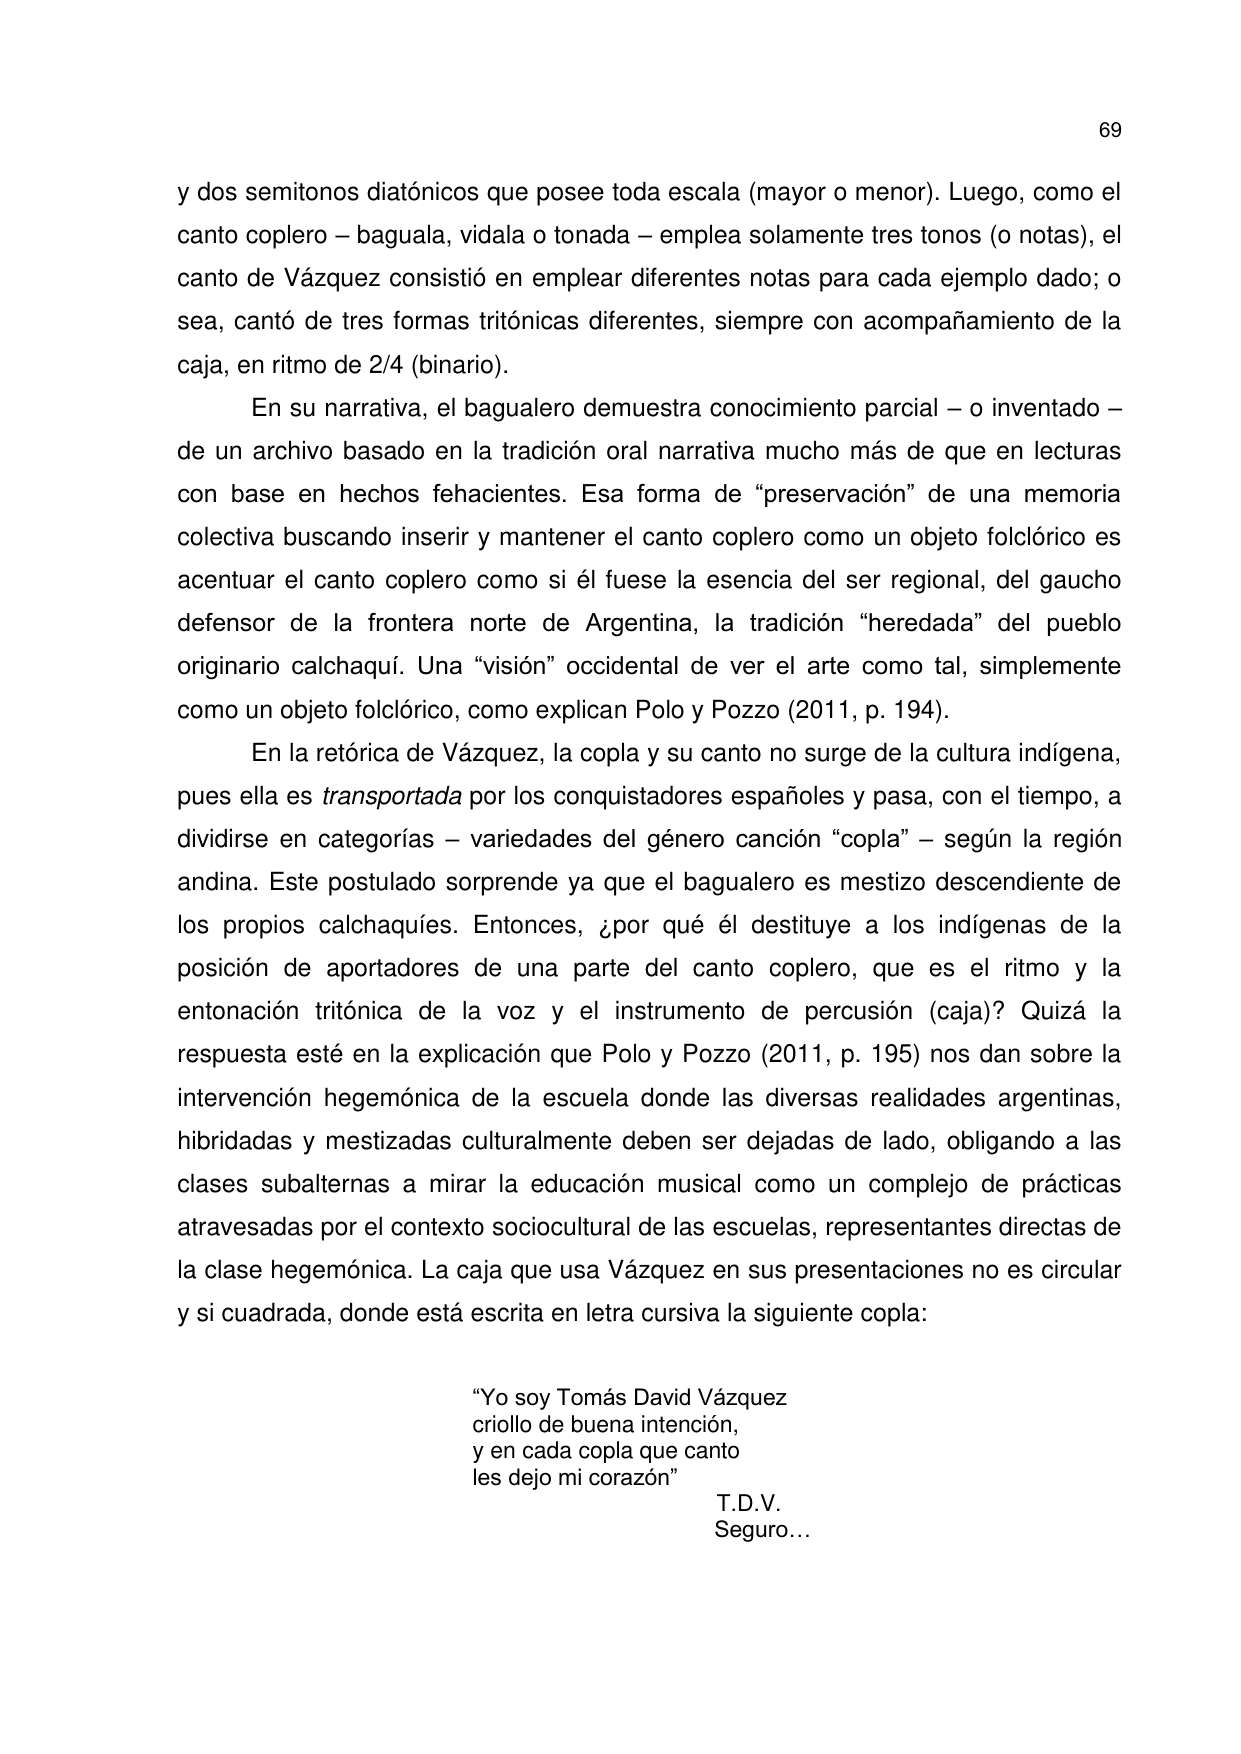 69
y dos semitonos diatónicos que posee toda escala (mayor o menor). Luego, como el
canto coplero – baguala, vidala o tonada – emplea solamente tres tonos (o notas), el
canto de Vázquez consistió en emplear diferentes notas para cada ejemplo dado; o
sea, cantó de tres formas tritónicas diferentes, siempre con acompañamiento de la
caja, en ritmo de 2/4 (binario).
En su narrativa, el bagualero demuestra conocimiento parcial – o inventado –
de un archivo basado en la tradición oral narrativa mucho más de que en lecturas
con base en hechos fehacientes. Esa forma de “preservación” de una memoria
colectiva buscando inserir y mantener el canto coplero como un objeto folclórico es
acentuar el canto coplero como si él fuese la esencia del ser regional, del gaucho
defensor de la frontera norte de Argentina, la tradición “heredada” del pueblo
originario calchaquí. Una “visión” occidental de ver el arte como tal, simplemente
como un objeto folclórico, como explican Polo y Pozzo (2011, p. 194).
En la retórica de Vázquez, la copla y su canto no surge de la cultura indígena,
pues ella es transportada por los conquistadores españoles y pasa, con el tiempo, a
dividirse en categorías – variedades del género canción “copla” – según la región
andina. Este postulado sorprende ya que el bagualero es mestizo descendiente de
los propios calchaquíes. Entonces, ¿por qué él destituye a los indígenas de la
posición de aportadores de una parte del canto coplero, que es el ritmo y la
entonación tritónica de la voz y el instrumento de percusión (caja)? Quizá la
respuesta esté en la explicación que Polo y Pozzo (2011, p. 195) nos dan sobre la
intervención hegemónica de la escuela donde las diversas realidades argentinas,
hibridadas y mestizadas culturalmente deben ser dejadas de lado, obligando a las
clases subalternas a mirar la educación musical como un complejo de prácticas
atravesadas por el contexto sociocultural de las escuelas, representantes directas de
la clase hegemónica. La caja que usa Vázquez en sus presentaciones no es circular
y si cuadrada, donde está escrita en letra cursiva la siguiente copla:
“Yo soy Tomás David Vázquez
criollo de buena intención,
y en cada copla que canto
les dejo mi corazón”
T.D.V.
Seguro…